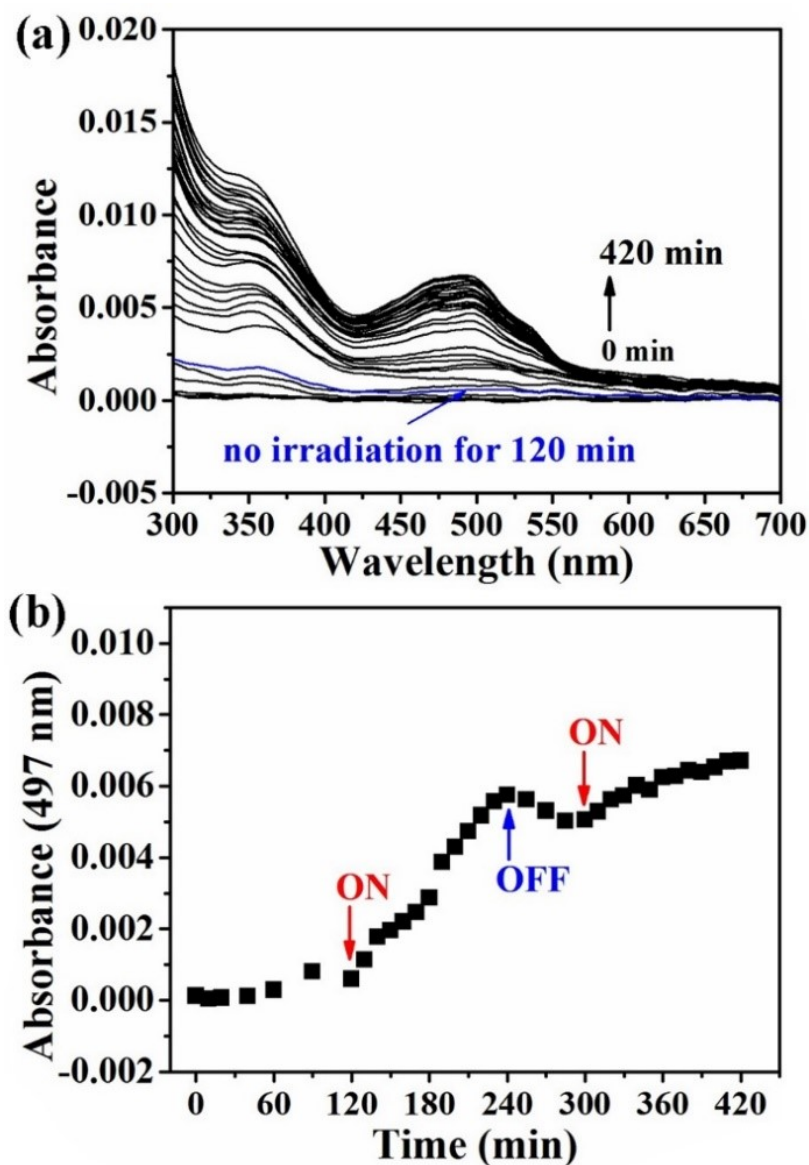 (a)
0.020
0.015
0.010
0.005
0.000
-0.005
Absorbance
420 min
0 min
no irradiation for 120 min
300 350 400 450 500 550 600 650 700
Wavelength (nm)
(b)
0.010
0.008
0.006
0.004
0.002
0.000
-0.002
Absorbance (497 nm)
ON
OFF
ON
0 60 120 180 240 300 360 420
Time (min)